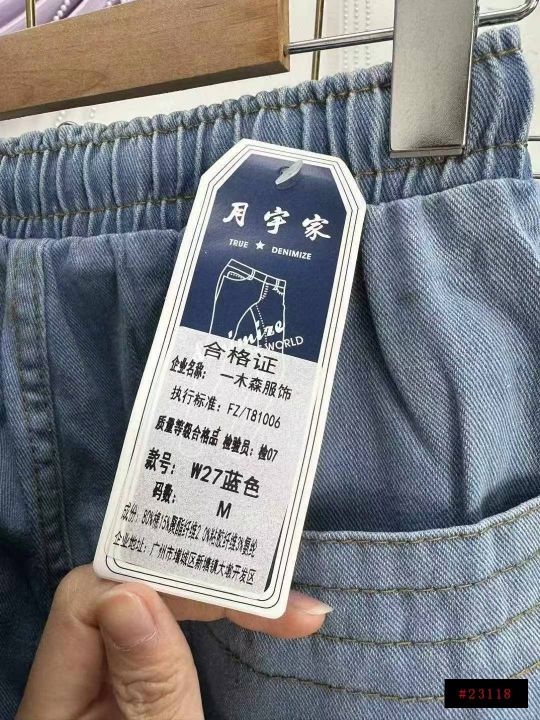 月宇家
TRUE ★ DENIMIZE
WORLD
合格证
企业名称： 一木森服饰
执行标准：FZ/T81006
质量等级合格品 检验员：检07
款号： W27蓝色
码数： M
企业地址：广州市增城区新塘镇大墩开发区
#23118